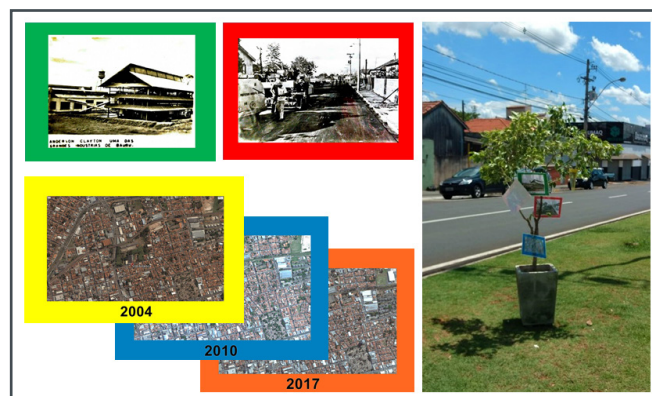 ANDERSON CLAYTON UMA DAS
GRANDES INDUSTRIAS DE BAURU.
2004
2010
2017